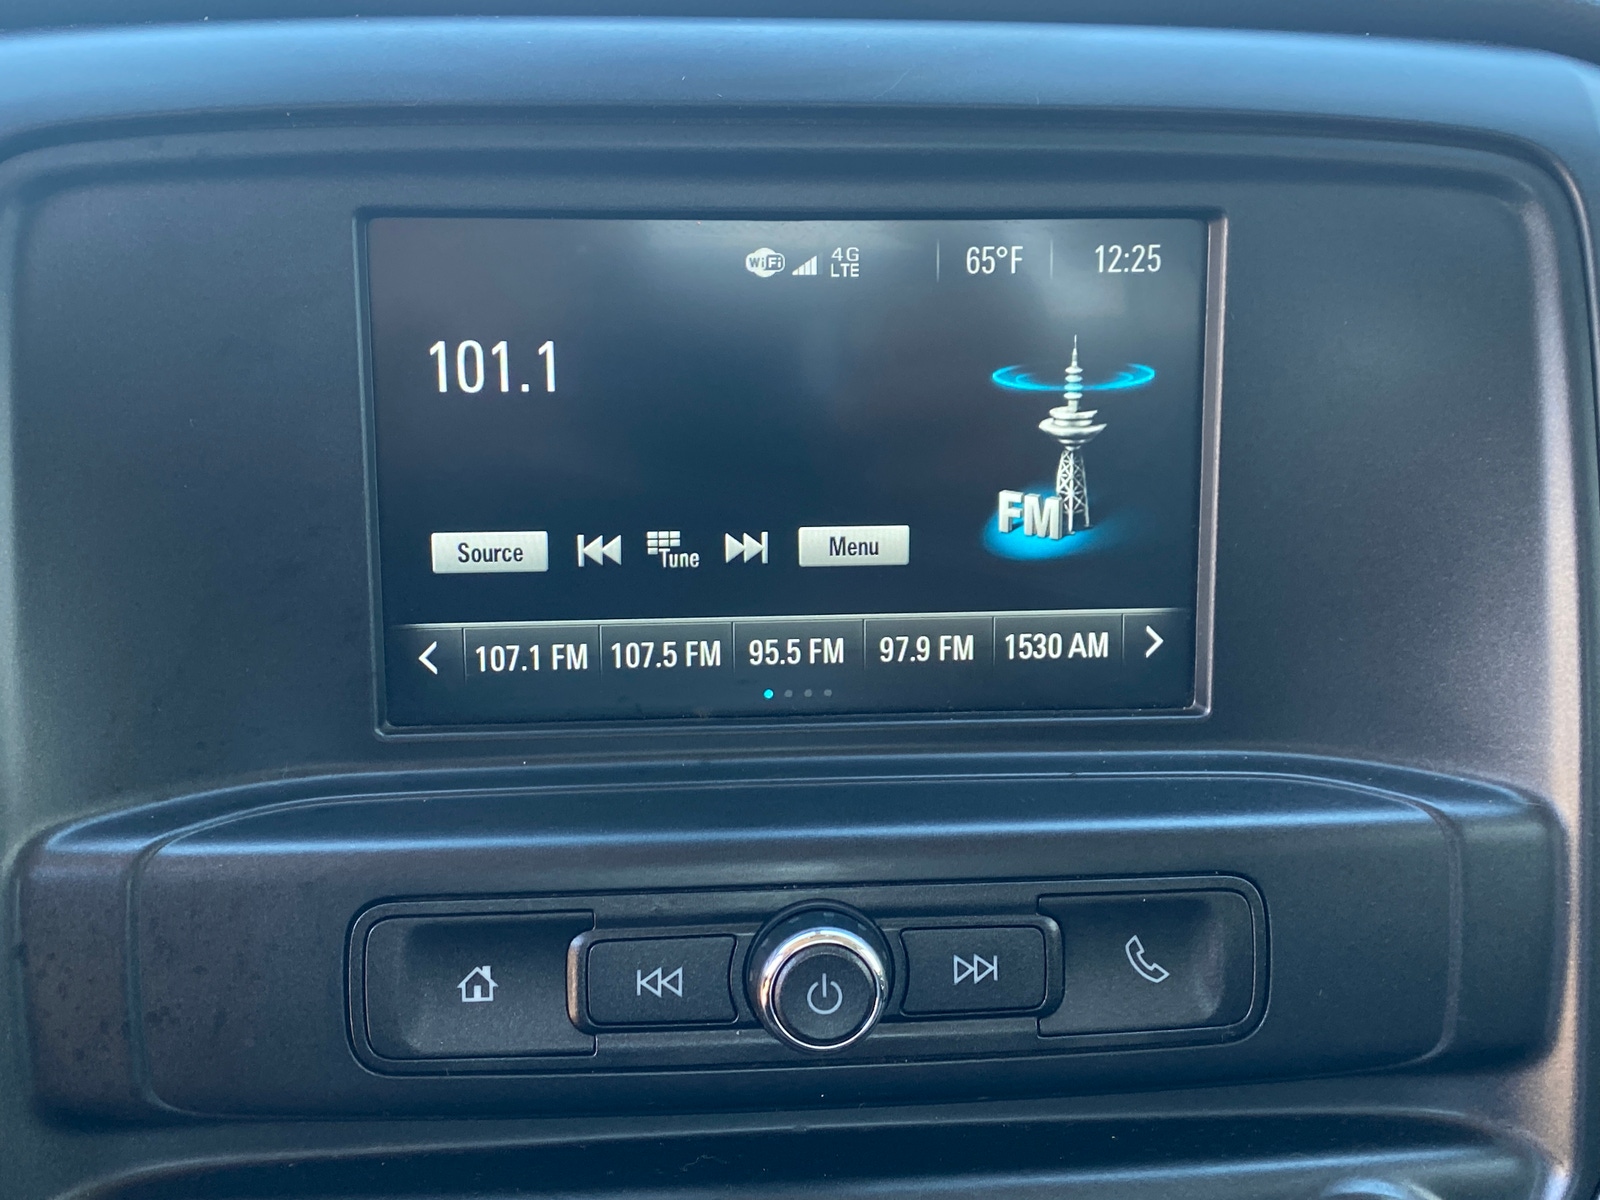 WiFi 4G LTE 65°F 12:25
101.1
FM
Source Tune Menu
107.1 FM 107.5 FM 95.5 FM 97.9 FM 1530 AM